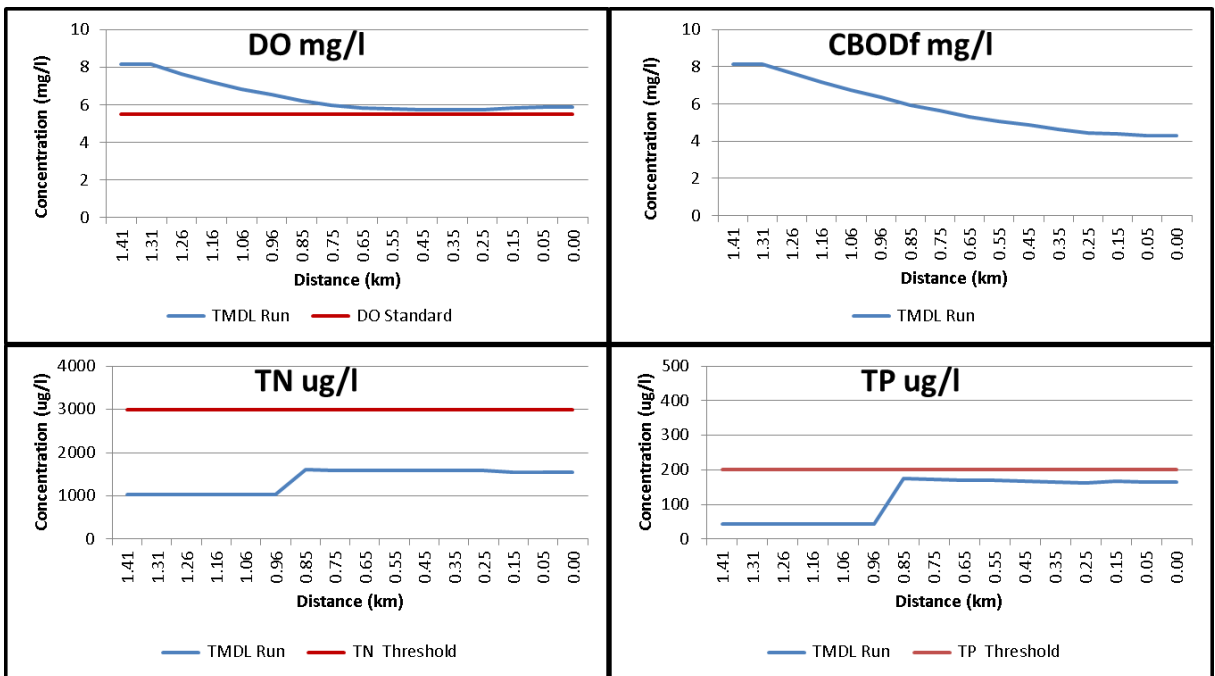 DO mg/l
Concentration (mg/l)
10
8
6
4
2
0
1.41 1.31 1.26 1.16 1.06 0.96 0.85 0.75 0.65 0.55 0.45 0.35 0.25 0.15 0.05 0.00
Distance (km)
TMDL Run DO Standard
CBODf mg/l
Concentration (mg/l)
10
8
6
4
2
0
1.41 1.31 1.26 1.16 1.06 0.96 0.85 0.75 0.65 0.55 0.45 0.35 0.25 0.15 0.05 0.00
Distance (km)
TMDL Run
TN ug/l
Concentration (ug/l)
4000
3000
2000
1000
0
1.41 1.31 1.26 1.16 1.06 0.96 0.85 0.75 0.65 0.55 0.45 0.35 0.25 0.15 0.05 0.00
Distance (km)
TMDL Run TN Threshold
TP ug/l
Concentration (ug/l)
500
400
300
200
100
0
1.41 1.31 1.26 1.16 1.06 0.96 0.85 0.75 0.65 0.55 0.45 0.35 0.25 0.15 0.05 0.00
Distance (km)
TMDL Run TP Threshold